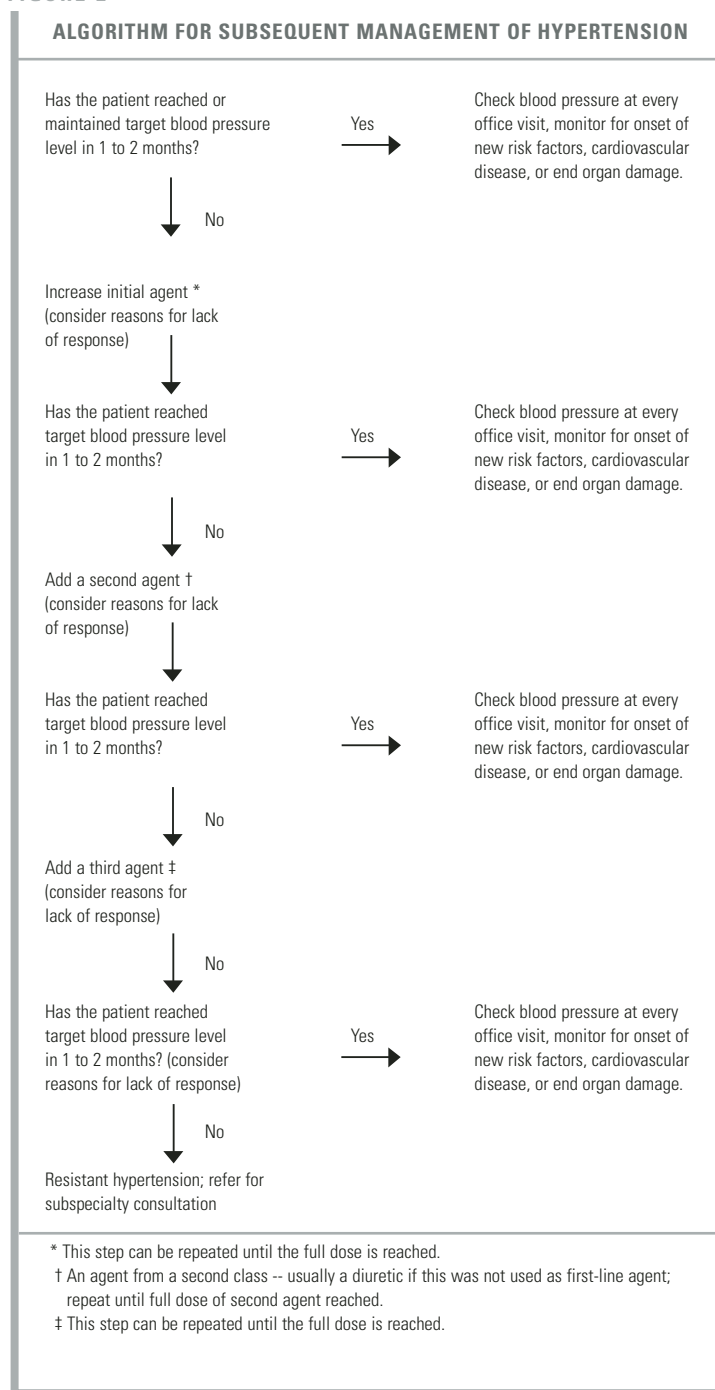 ALGORITHM FOR SUBSEQUENT MANAGEMENT OF HYPERTENSION
Has the patient reached or
maintained target blood pressure
level in 1 to 2 months?
Yes
Check blood pressure at every
office visit, monitor for onset of
new risk factors, cardiovascular
disease, or end organ damage.
No
Increase initial agent *
(consider reasons for lack
of response)
Has the patient reached
target blood pressure level
in 1 to 2 months?
Yes
Check blood pressure at every
office visit, monitor for onset of
new risk factors, cardiovascular
disease, or end organ damage.
No
Add a second agent †
(consider reasons for lack
of response)
Has the patient reached
target blood pressure level
in 1 to 2 months?
Yes
Check blood pressure at every
office visit, monitor for onset of
new risk factors, cardiovascular
disease, or end organ damage.
No
Add a third agent ‡
(consider reasons for
lack of response)
No
Has the patient reached
target blood pressure level
in 1 to 2 months? (consider
reasons for lack of response)
Yes
Check blood pressure at every
office visit, monitor for onset of
new risk factors, cardiovascular
disease, or end organ damage.
No
Resistant hypertension; refer for
subspecialty consultation
* This step can be repeated until the full dose is reached.
† An agent from a second class -- usually a diuretic if this was not used as first-line agent;
repeat until full dose of second agent reached.
‡ This step can be repeated until the full dose is reached.